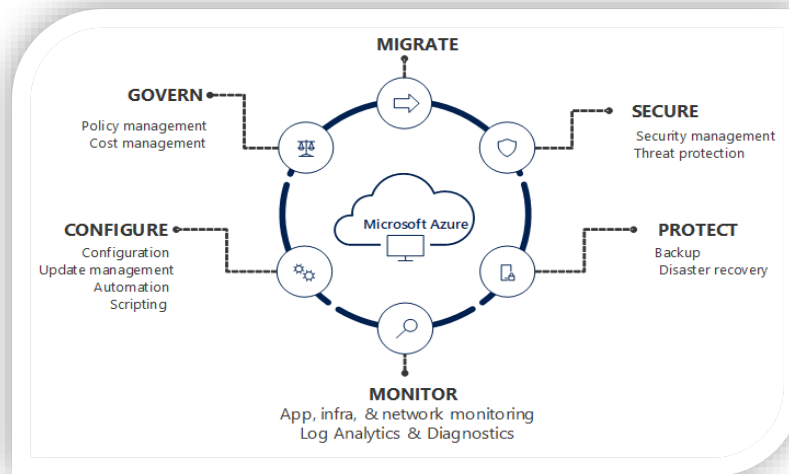 MIGRATE
GOVERN
Policy management
Cost management
SECURE
Security management
Threat protection
Microsoft Azure
CONFIGURE
Configuration
Update management
Automation
Scripting
PROTECT
Backup
Disaster recovery
MONITOR
App, infra, & network monitoring
Log Analytics & Diagnostics